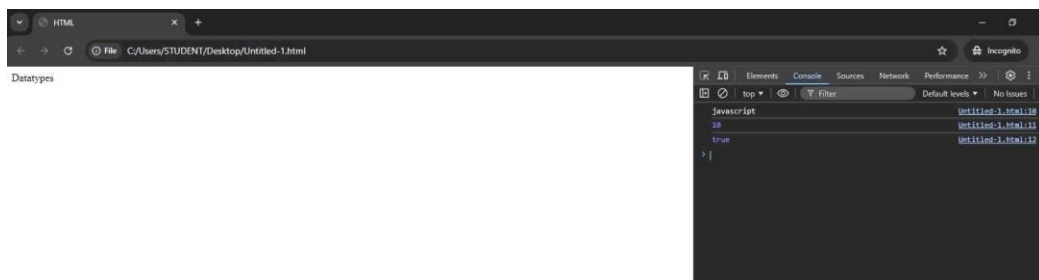 HTML
File C:/Users/STUDENT/Desktop/Untitled-1.html Incognito
Datatypes
Elements Console Sources Network Performance
top Filter Default levels No Issues
javascript Untitled-1.html:10
10 Untitled-1.html:11
true Untitled-1.html:12